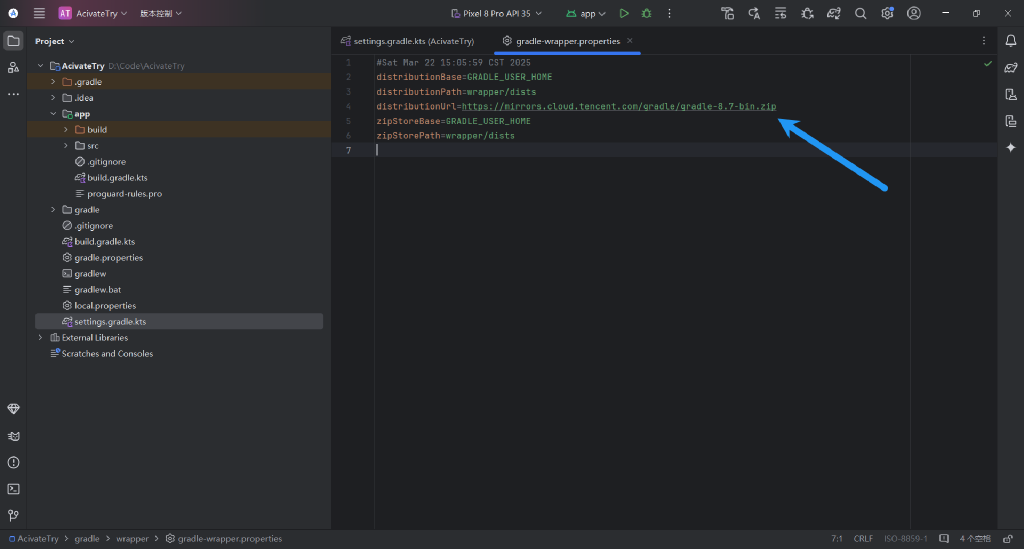 AT AcivateTry 版本控制 Pixel 8 Pro API 35 app
Project
settings.gradle.kts (AcivateTry) gradle-wrapper.properties
AcivateTry D:\Code\AcivateTry
.gradle
.idea
app
build
src
.gitignore
build.gradle.kts
proguard-rules.pro
gradle
.gitignore
build.gradle.kts
gradle.properties
gradlew
gradlew.bat
local.properties
settings.gradle.kts
External Libraries
Scratches and Consoles
1 #Sat Mar 22 15:05:59 CST 2025
2 distributionBase=GRADLE_USER_HOME
3 distributionPath=wrapper/dists
4 distributionUrl=https://mirrors.cloud.tencent.com/gradle/gradle-8.7-bin.zip
5 zipStoreBase=GRADLE_USER_HOME
6 zipStorePath=wrapper/dists
7
AcivateTry gradle wrapper gradle-wrapper.properties 7:1 CRLF ISO-8859-1 4 个空格